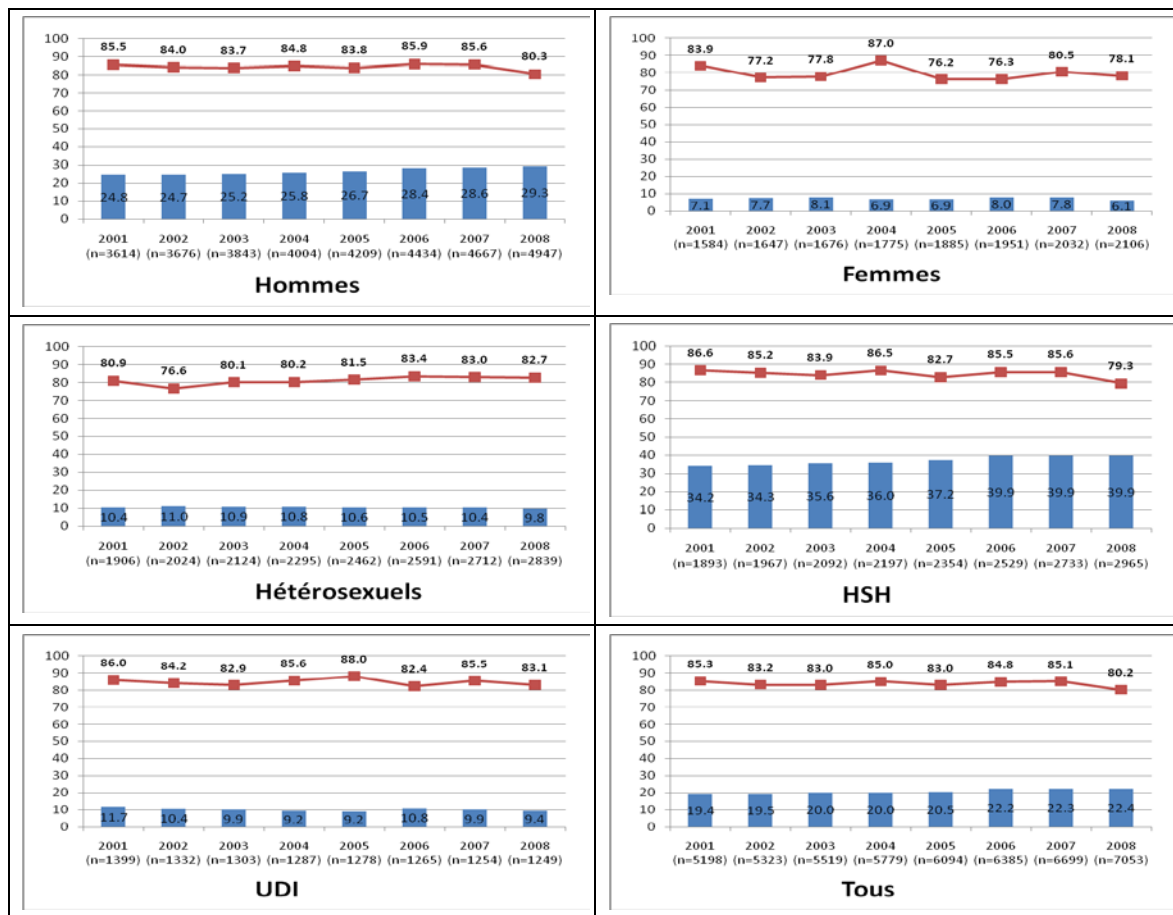 85.5 84.0 83.7 84.8 83.8 85.9 85.6 80.3
100
90
80
70
60
50
40
30
20
10
0
24.8 24.7 25.2 25.8 26.7 28.4 28.6 29.3
2001 2002 2003 2004 2005 2006 2007 2008
(n=3614) (n=3676) (n=3843) (n=4004) (n=4209) (n=4434) (n=4667) (n=4947)
Hommes
83.9 77.2 77.8 87.0 76.2 76.3 80.5 78.1
100
90
80
70
60
50
40
30
20
10
0
7.1 7.7 8.1 6.9 6.9 8.0 7.8 6.1
2001 2002 2003 2004 2005 2006 2007 2008
(n=1584) (n=1647) (n=1676) (n=1775) (n=1885) (n=1951) (n=2032) (n=2106)
Femmes
80.9 76.6 80.1 80.2 81.5 83.4 83.0 82.7
100
90
80
70
60
50
40
30
20
10
0
10.4 11.0 10.9 10.8 10.6 10.5 10.4 9.8
2001 2002 2003 2004 2005 2006 2007 2008
(n=1906) (n=2024) (n=2124) (n=2295) (n=2462) (n=2591) (n=2712) (n=2839)
Hétérosexuels
86.6 85.2 83.9 86.5 82.7 85.5 85.6 79.3
100
90
80
70
60
50
40
30
20
10
0
34.2 34.3 35.6 36.0 37.2 39.9 39.9 39.9
2001 2002 2003 2004 2005 2006 2007 2008
(n=1893) (n=1967) (n=2092) (n=2197) (n=2354) (n=2529) (n=2733) (n=2965)
HSH
86.0 84.2 82.9 85.6 88.0 82.4 85.5 83.1
100
90
80
70
60
50
40
30
20
10
0
11.7 10.4 9.9 9.2 9.2 10.8 9.9 9.4
2001 2002 2003 2004 2005 2006 2007 2008
(n=1399) (n=1332) (n=1303) (n=1287) (n=1278) (n=1265) (n=1254) (n=1249)
UDI
85.3 83.2 83.0 85.0 83.0 84.8 85.1 80.2
100
90
80
70
60
50
40
30
20
10
0
19.4 19.5 20.0 20.0 20.5 22.2 22.3 22.4
2001 2002 2003 2004 2005 2006 2007 2008
(n=5198) (n=5323) (n=5519) (n=5779) (n=6094) (n=6385) (n=6699) (n=7053)
Tous